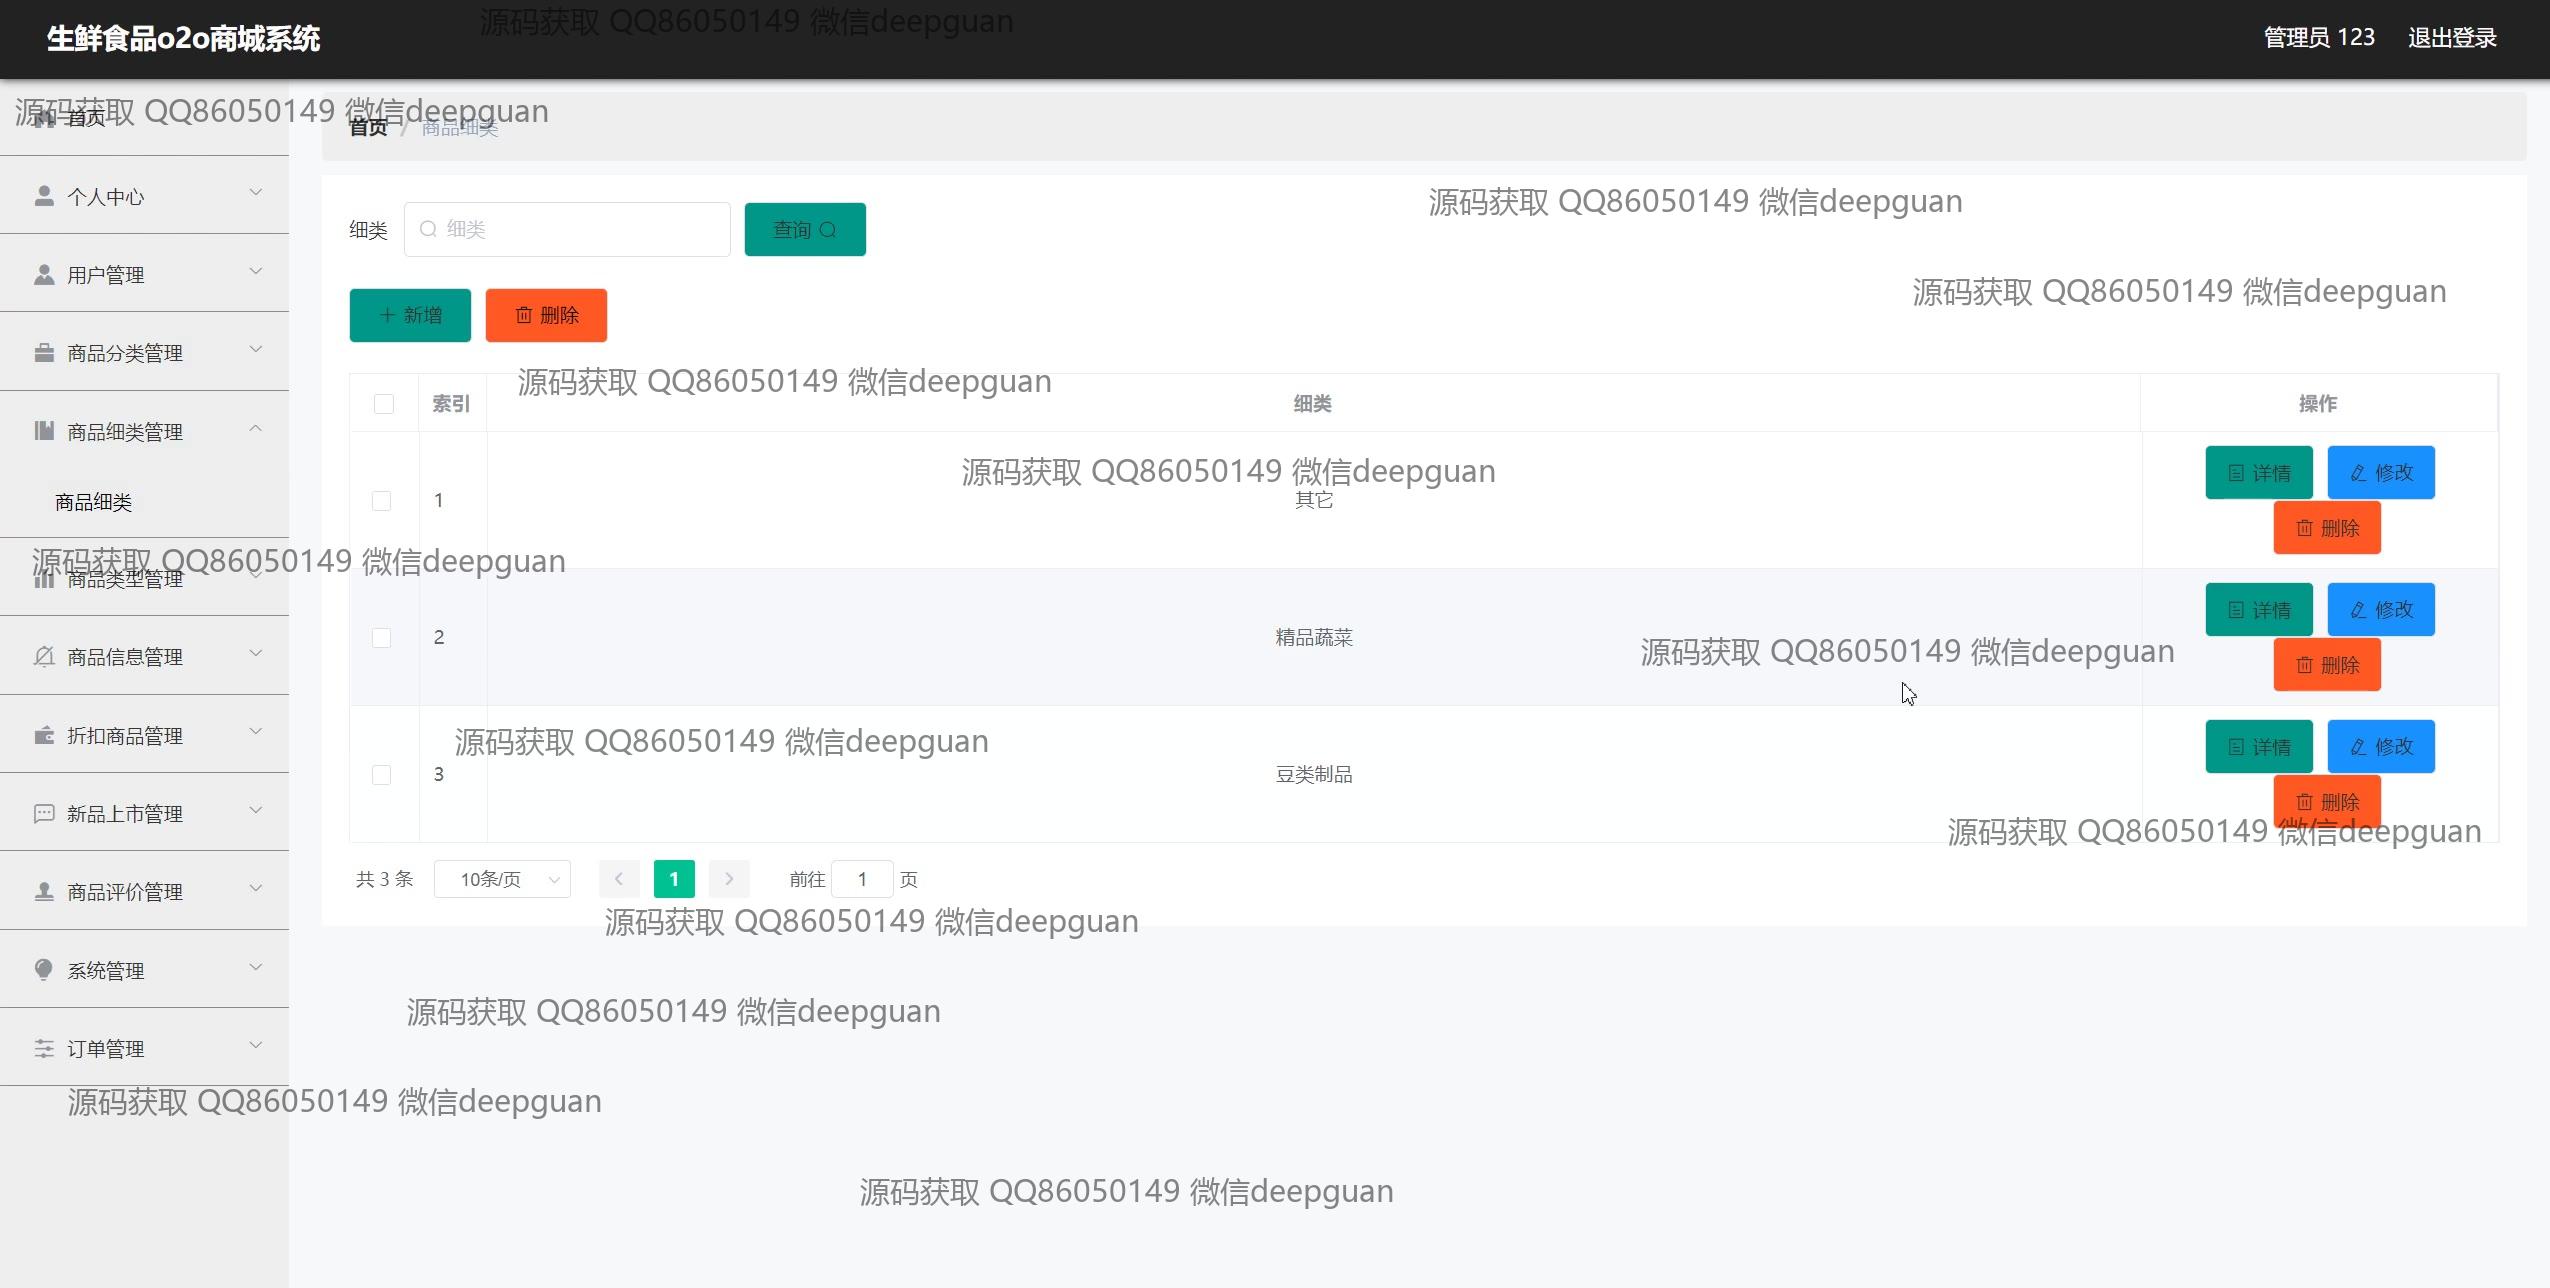 源码获取 QQ86050149 微信deepguan
生鲜食品o2o商城系统
管理员 123
退出登录
源码获取 QQ86050149 微信deepguan
首页
首页 / 商品细类
个人中心
用户管理
商品分类管理
商品细类管理
商品细类
商品类型管理
商品信息管理
折扣商品管理
新品上市管理
商品评价管理
系统管理
订单管理
源码获取 QQ86050149 微信deepguan
细类
细类
查询
源码获取 QQ86050149 微信deepguan
新增
删除
源码获取 QQ86050149 微信deepguan
索引
细类
操作
源码获取 QQ86050149 微信deepguan
1
其它
详情
修改
删除
源码获取 QQ86050149 微信deepguan
2
精品蔬菜
详情
修改
删除
源码获取 QQ86050149 微信deepguan
源码获取 QQ86050149 微信deepguan
3
豆类制品
详情
修改
删除
源码获取 QQ86050149 微信deepguan
共 3 条
10条/页
1
前往 1 页
源码获取 QQ86050149 微信deepguan
源码获取 QQ86050149 微信deepguan
源码获取 QQ86050149 微信deepguan
源码获取 QQ86050149 微信deepguan